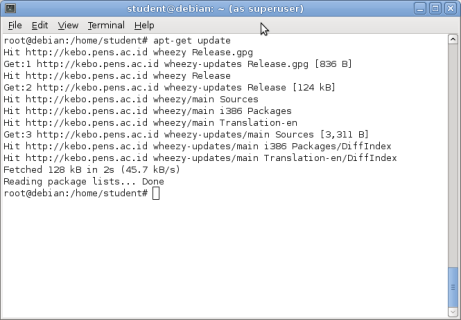 student@debian: ~ (as superuser)
File Edit View Terminal Help
root@debian:/home/student# apt-get update
Hit http://kebo.pens.ac.id wheezy Release.gpg
Get:1 http://kebo.pens.ac.id wheezy-updates Release.gpg [836 B]
Hit http://kebo.pens.ac.id wheezy Release
Get:2 http://kebo.pens.ac.id wheezy-updates Release [124 kB]
Hit http://kebo.pens.ac.id wheezy/main Sources
Hit http://kebo.pens.ac.id wheezy/main i386 Packages
Hit http://kebo.pens.ac.id wheezy/main Translation-en
Get:3 http://kebo.pens.ac.id wheezy-updates/main Sources [3,311 B]
Hit http://kebo.pens.ac.id wheezy-updates/main i386 Packages/DiffIndex
Hit http://kebo.pens.ac.id wheezy-updates/main Translation-en/DiffIndex
Fetched 128 kB in 2s (45.7 kB/s)
Reading package lists... Done
root@debian:/home/student#